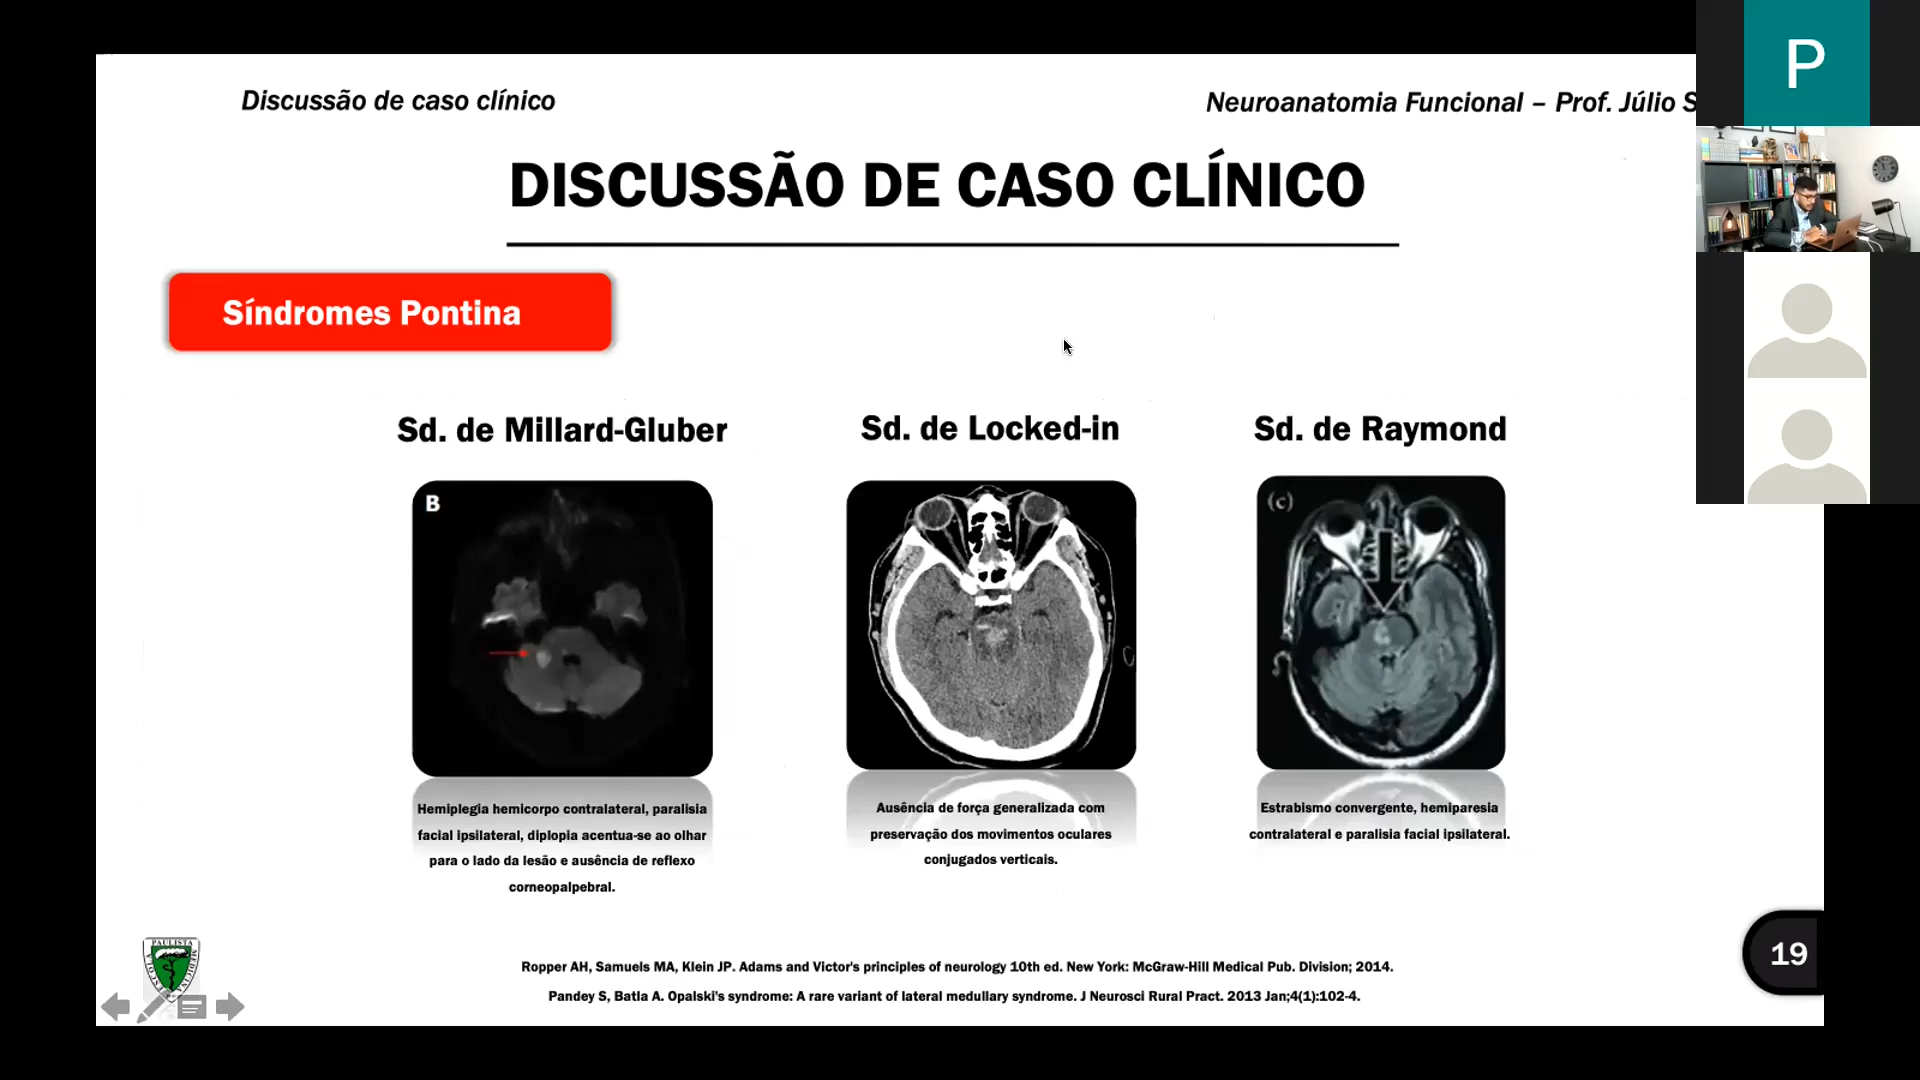 Discussão de caso clínico
Neuroanatomia Funcional – Prof. Júlio S
P
DISCUSSÃO DE CASO CLÍNICO
Síndromes Pontina
Sd. de Millard-Gluber
Sd. de Locked-in
Sd. de Raymond
B
(c)
Hemiplegia hemicorpo contralateral, paralisia
facial ipsilateral, diplopia acentua-se ao olhar
para o lado da lesão e ausência de reflexo
corneopalpebral.
Ausência de força generalizada com
preservação dos movimentos oculares
conjugados verticais.
Estrabismo convergente, hemiparesia
contralateral e paralisia facial ipsilateral.
PAULISTA
MEDICINA
ESCOLA
19
Ropper AH, Samuels MA, Klein JP. Adams and Victor's principles of neurology 10th ed. New York: McGraw-Hill Medical Pub. Division; 2014.
Pandey S, Batla A. Opalski's syndrome: A rare variant of lateral medullary syndrome. J Neurosci Rural Pract. 2013 Jan;4(1):102-4.